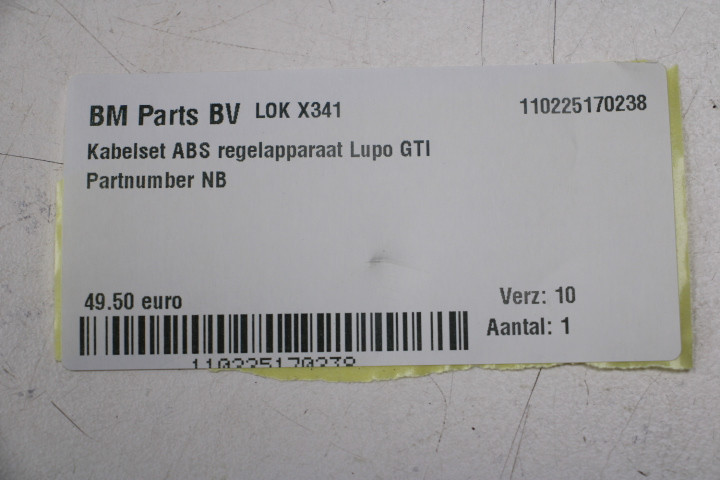 BM Parts BV LOK X341 110225170238
Kabelset ABS regelapparaat Lupo GTI
Partnumber NB
49.50 euro Verz: 10
Aantal: 1
110225170238